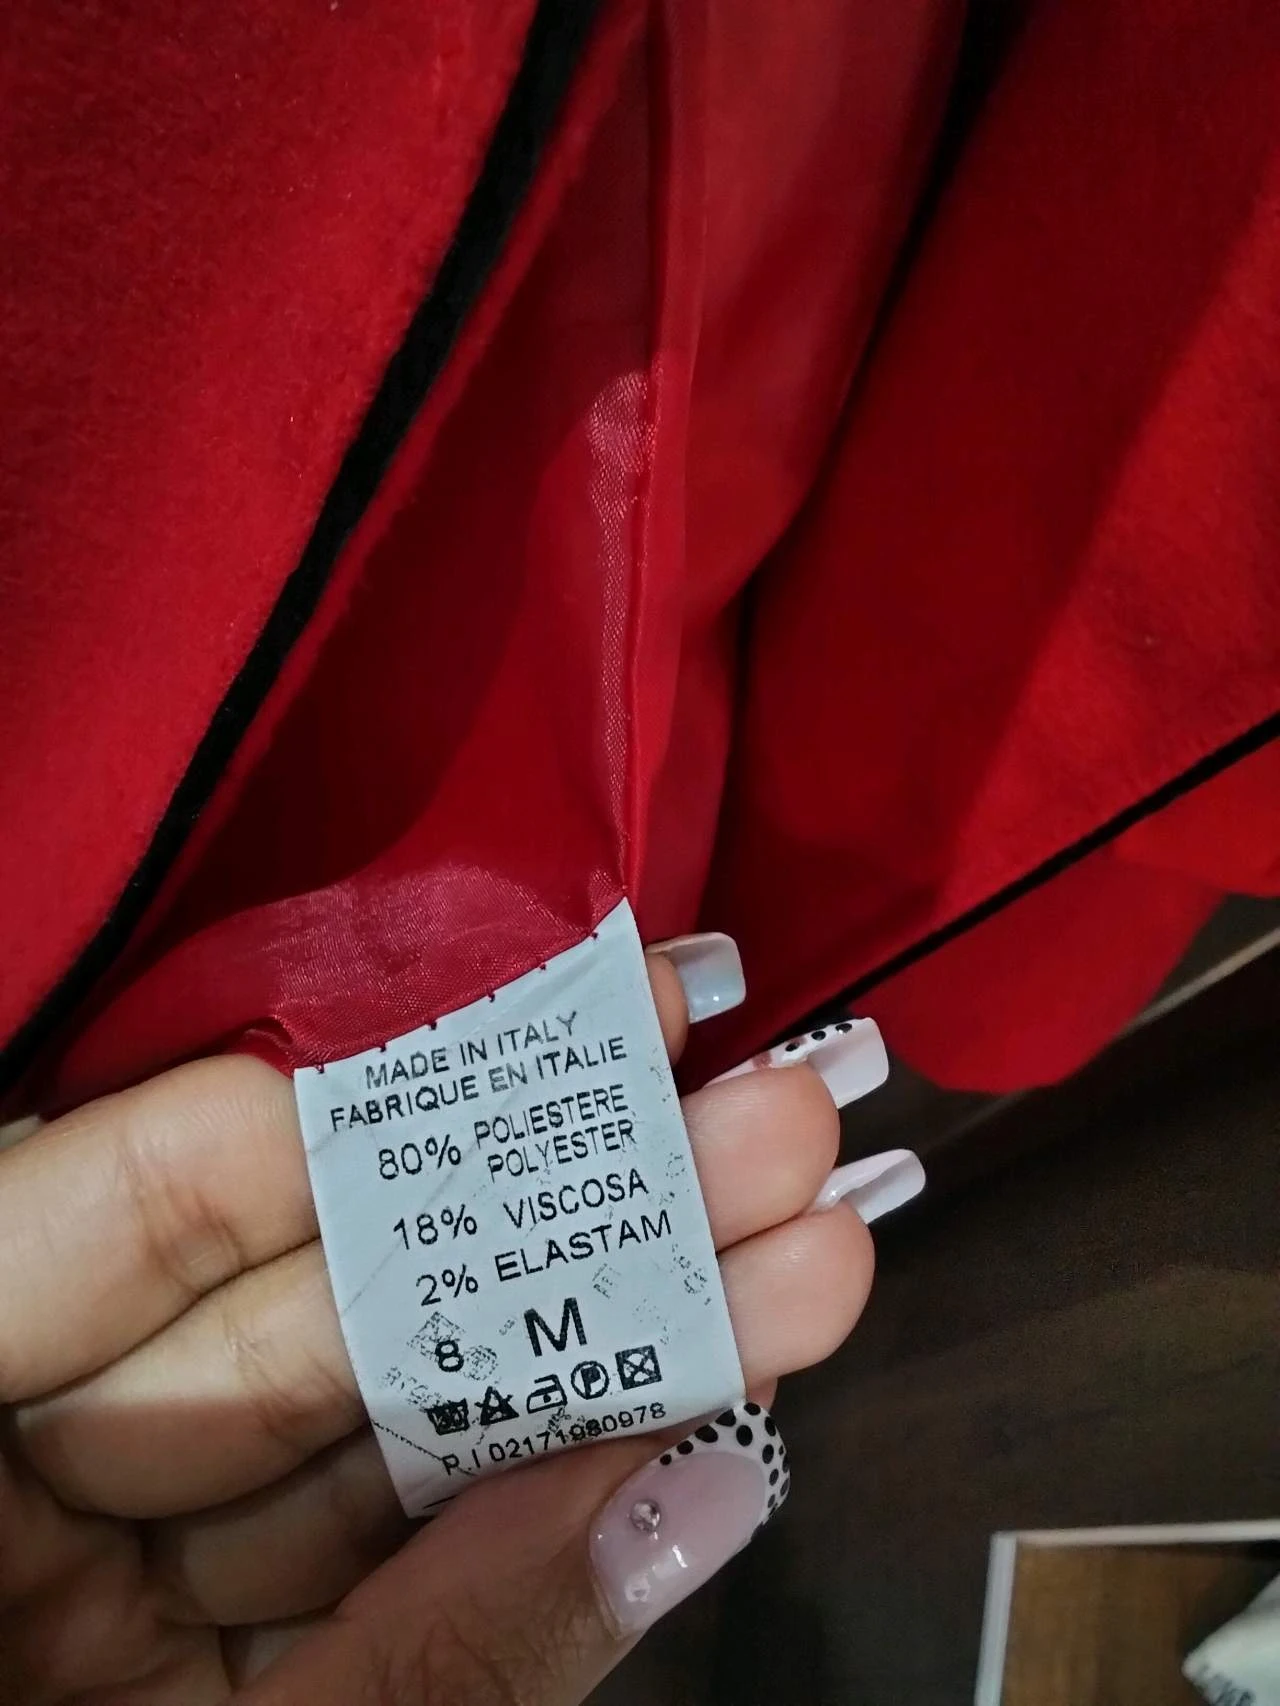 MADE IN ITALY
FABRIQUE EN ITALIE
80% POLIESTERE
POLYESTER
18% VISCOSA
2% ELASTAM
8 M
P
P.I 02171980978